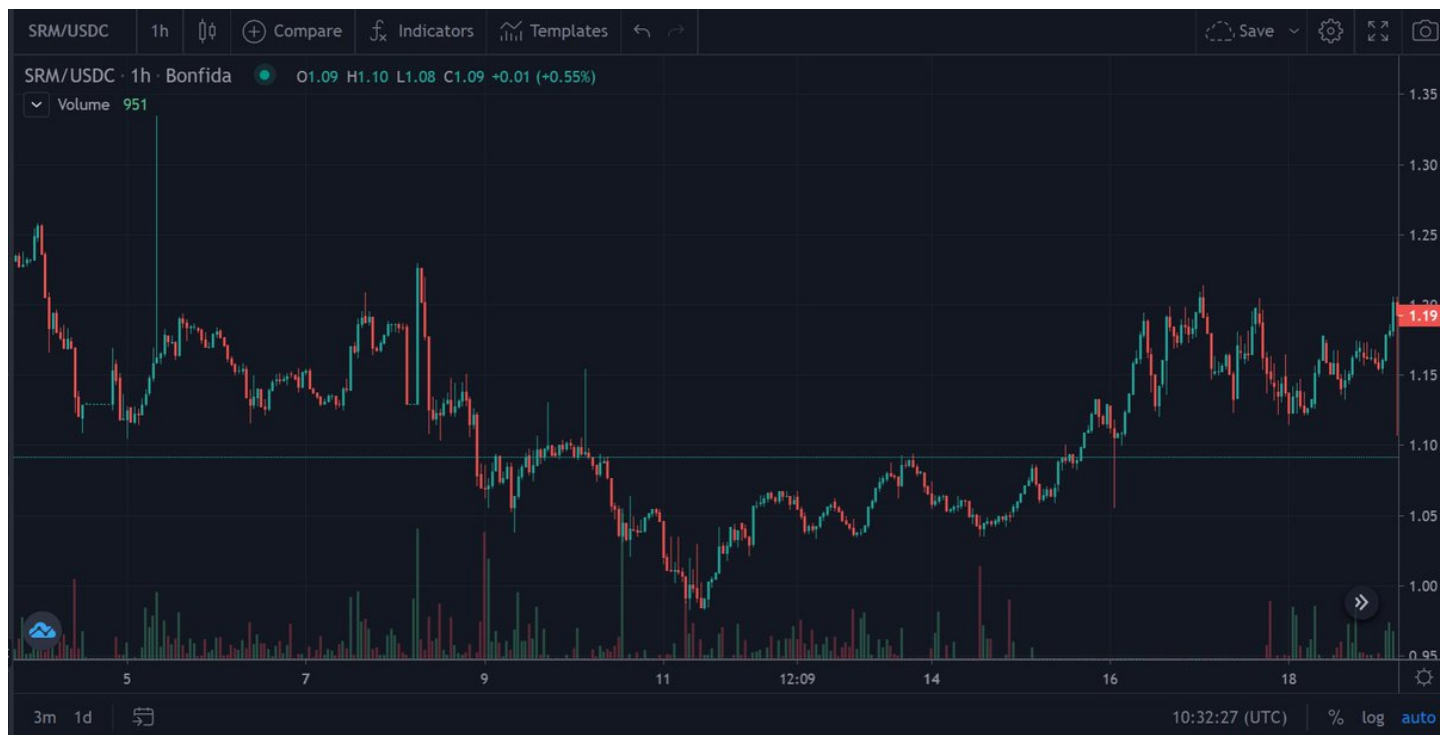 SRM/USDC 1h Compare Indicators Templates Save
SRM/USDC · 1h · Bonfida O1.09 H1.10 L1.08 C1.09 +0.01 (+0.55%)
Volume 951
1.35
1.30
1.25
1.20
1.19
1.15
1.10
1.05
1.00
0.95
5 7 9 11 12:09 14 16 18
3m 1d 10:32:27 (UTC) % log auto